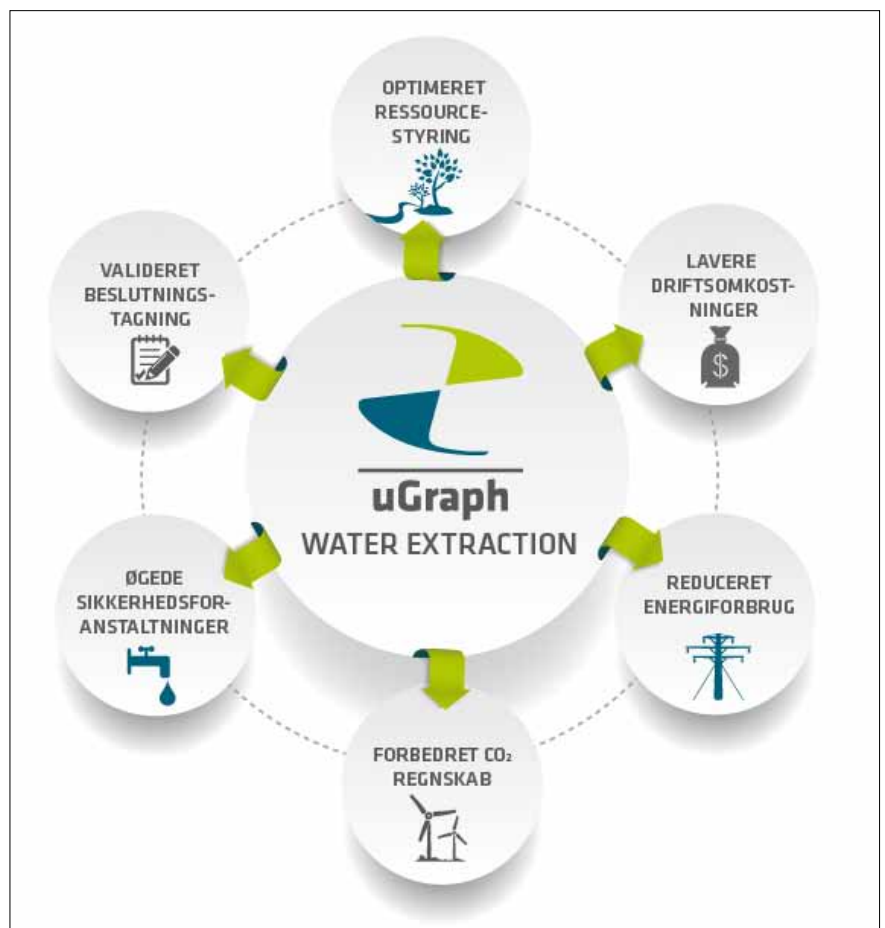 OPTIMERET
RESSOURCE-
STYRING
LAVERE
DRIFTSOMKOST-
NINGER
$
REDUCERET
ENERGIFORBRUG
FORBEDRET CO₂
REGNSKAB
ØGEDE
SIKKERHEDSFOR-
ANSTALTNINGER
VALIDERET
BESLUTNINGS-
TAGNING
uGraph
WATER EXTRACTION